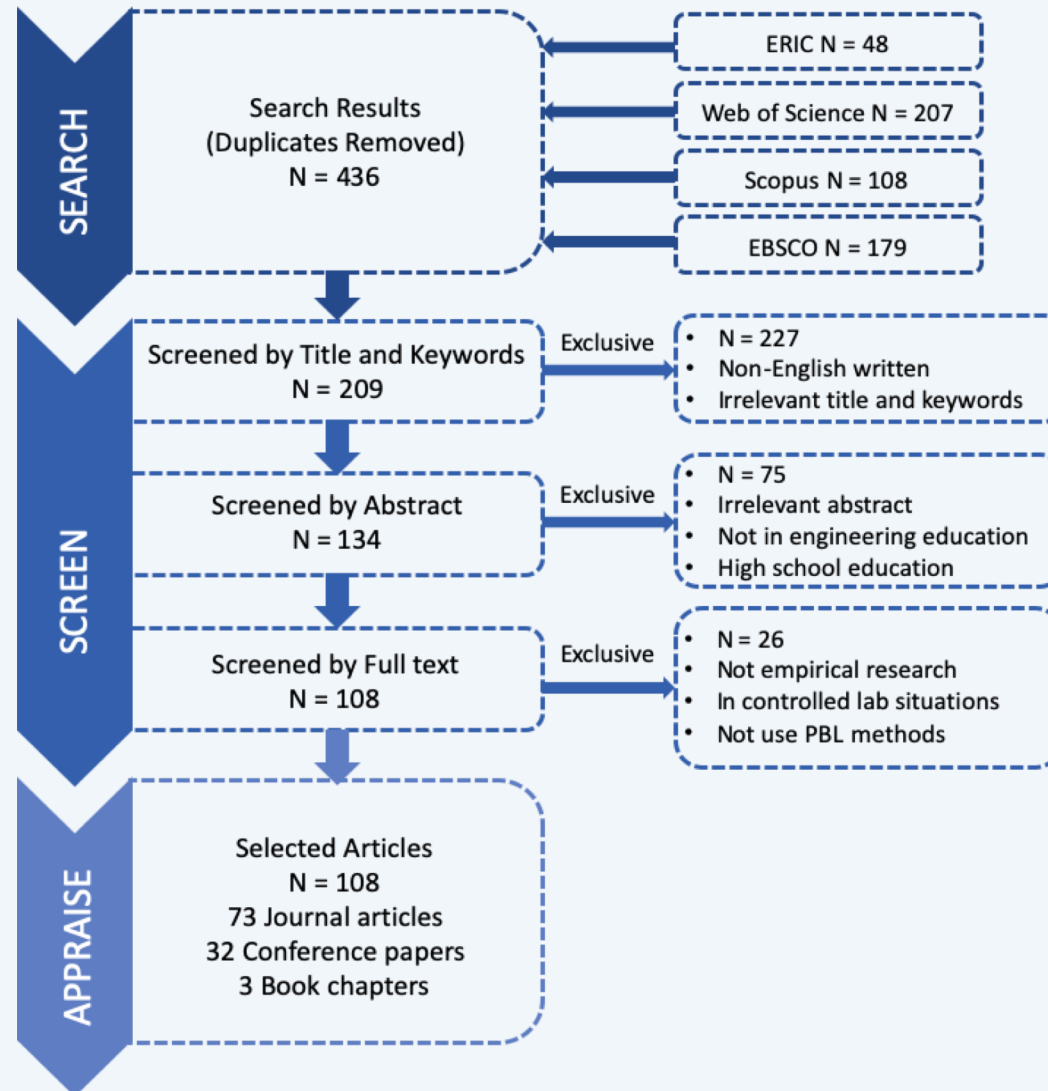 SEARCH
Search Results
(Duplicates Removed)
N = 436
ERIC N = 48
Web of Science N = 207
Scopus N = 108
EBSCO N = 179
SCREEN
Screened by Title and Keywords
N = 209
Exclusive
• N = 227
• Non-English written
• Irrelevant title and keywords
Screened by Abstract
N = 134
Exclusive
• N = 75
• Irrelevant abstract
• Not in engineering education
• High school education
Screened by Full text
N = 108
Exclusive
• N = 26
• Not empirical research
• In controlled lab situations
• Not use PBL methods
APPRAISE
Selected Articles
N = 108
73 Journal articles
32 Conference papers
3 Book chapters